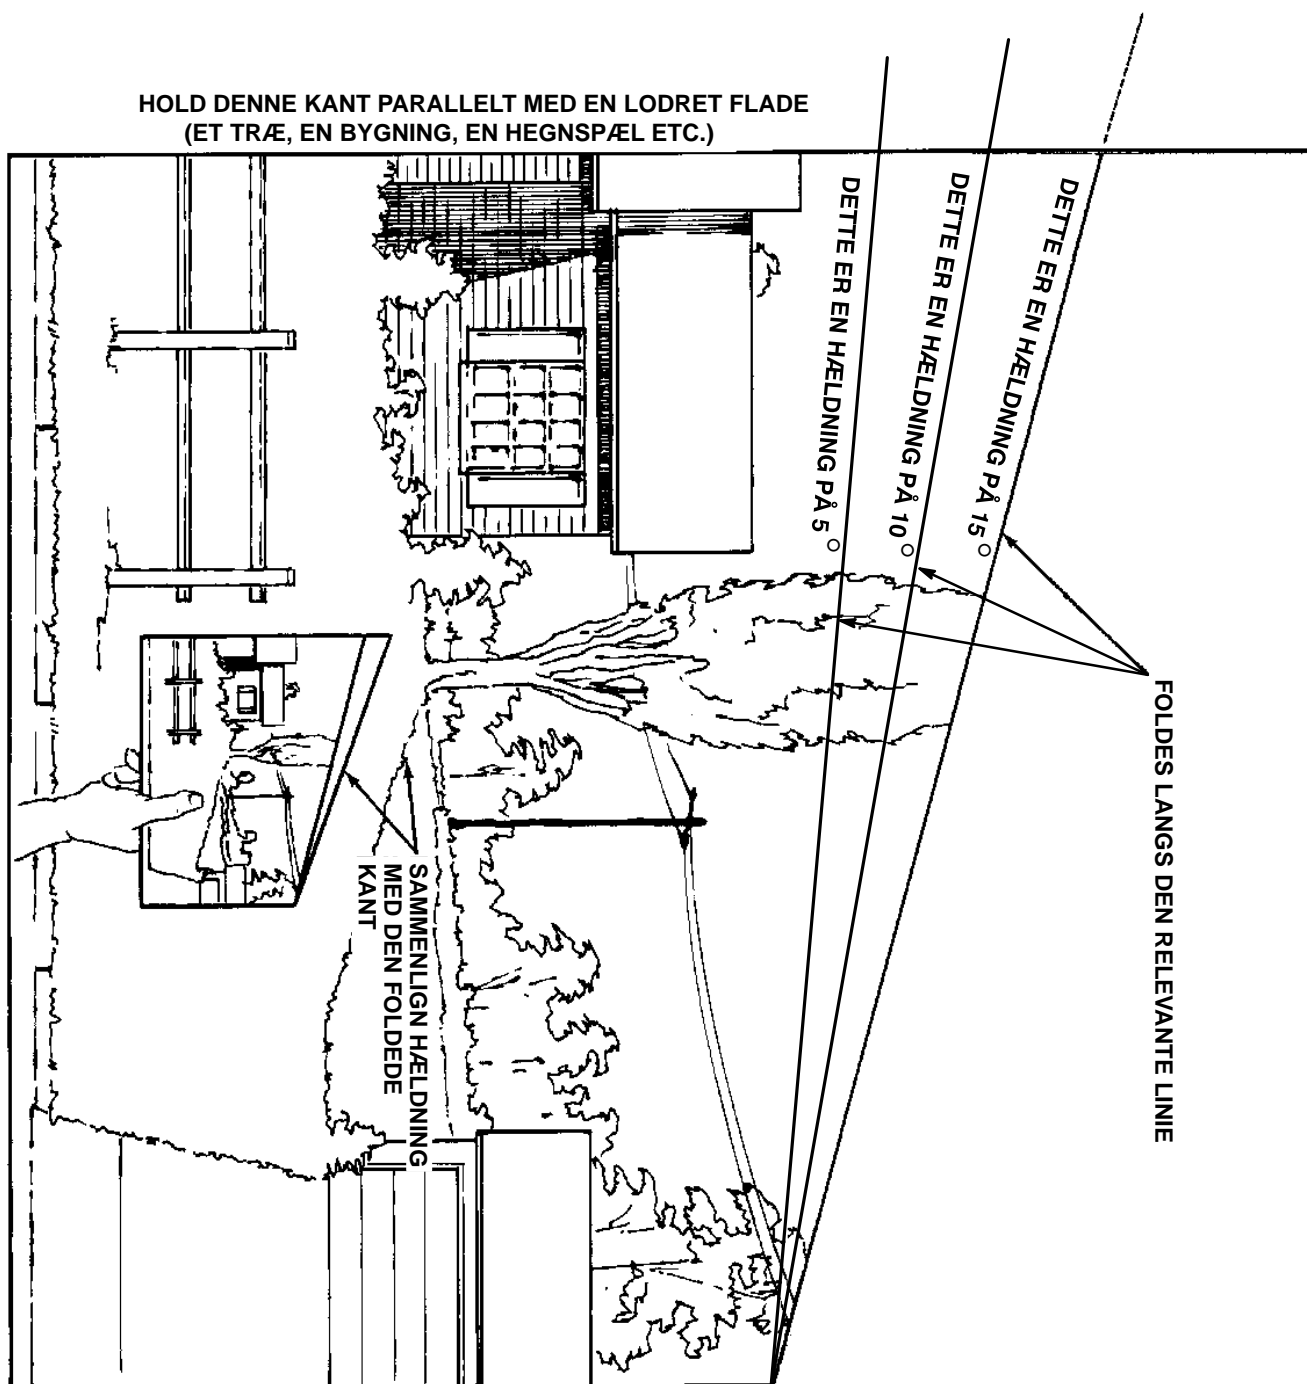 HOLD DENNE KANT PARALLELT MED EN LODRET FLADE
(ET TRÆ, EN BYGNING, EN HEGNSPÆL ETC.)
DETTE ER EN HÆLDNING PÅ 15°
DETTE ER EN HÆLDNING PÅ 10°
DETTE ER EN HÆLDNING PÅ 5°
FOLDES LANGS DEN RELEVANTE LINIE
SAMMENLIGN HÆLDNING
MED DEN FOLDEDE
KANT